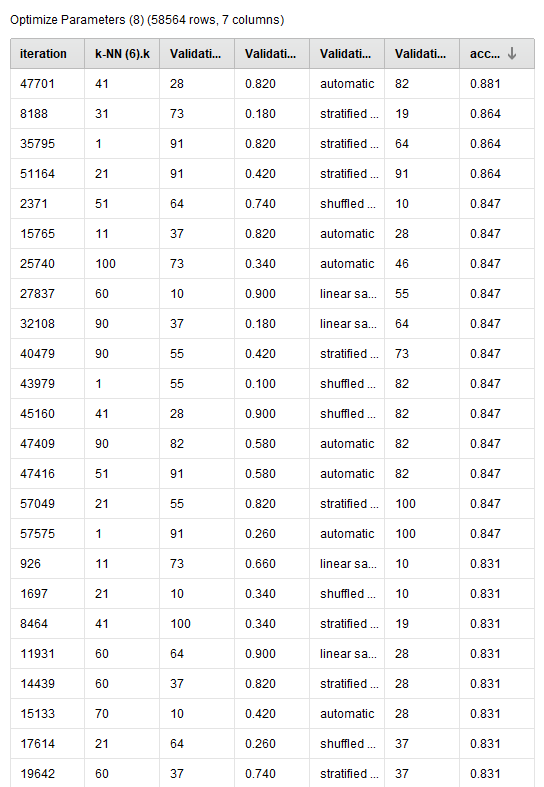 Optimize Parameters (8) (58564 rows, 7 columns)
iteration k-NN (6).k Validati... Validati... Validati... Validati... acc... ↓
47701 41 28 0.820 automatic 82 0.881
8188 31 73 0.180 stratified ... 19 0.864
35795 1 91 0.820 stratified ... 64 0.864
51164 21 91 0.420 stratified ... 91 0.864
2371 51 64 0.740 shuffled ... 10 0.847
15765 11 37 0.820 automatic 28 0.847
25740 100 73 0.340 automatic 46 0.847
27837 60 10 0.900 linear sa... 55 0.847
32108 90 37 0.180 linear sa... 64 0.847
40479 90 55 0.420 stratified ... 73 0.847
43979 1 55 0.100 shuffled ... 82 0.847
45160 41 28 0.900 shuffled ... 82 0.847
47409 90 82 0.580 automatic 82 0.847
47416 51 91 0.580 automatic 82 0.847
57049 21 55 0.820 stratified ... 100 0.847
57575 1 91 0.260 automatic 100 0.847
926 11 73 0.660 linear sa... 10 0.831
1697 21 10 0.340 shuffled ... 10 0.831
8464 41 100 0.340 stratified ... 19 0.831
11931 60 64 0.900 linear sa... 28 0.831
14439 60 37 0.820 stratified ... 28 0.831
15133 70 10 0.420 automatic 28 0.831
17614 21 64 0.260 shuffled ... 37 0.831
19642 60 37 0.740 stratified ... 37 0.831